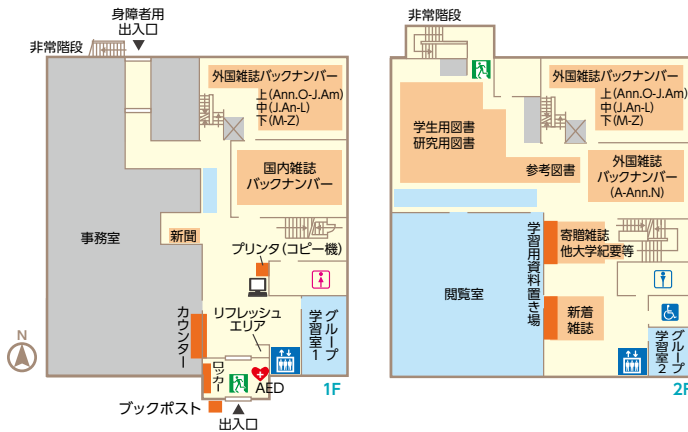 身障者用
出入口
非常階段
外国雑誌バックナンバー
上(Ann.O-J.Am)
中(J.An-L)
下(M-Z)
国内雑誌
バックナンバー
事務室
新聞
プリンタ(コピー機)
カウンター
リフレッシュ
エリア
グループ
学習室1
ロッカー
AED
1F
ブックポスト
出入口
N
非常階段
外国雑誌バックナンバー
上(Ann.O-J.Am)
中(J.An-L)
下(M-Z)
学生用図書
研究用図書
参考図書
外国雑誌
バックナンバー
(A-Ann.N)
学習用資料置き場
寄贈雑誌
他大学紀要等
閲覧室
新着
雑誌
グループ
学習室2
2F